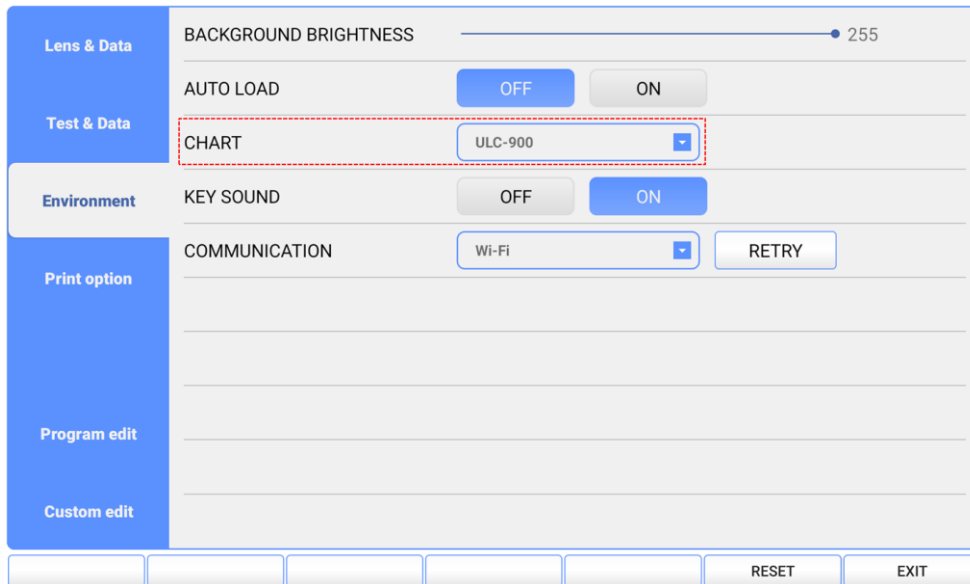 Lens & Data
Test & Data
Environment
Print option
Program edit
Custom edit
BACKGROUND BRIGHTNESS 255
AUTO LOAD OFF ON
CHART ULC-900
KEY SOUND OFF ON
COMMUNICATION Wi-Fi RETRY
RESET EXIT